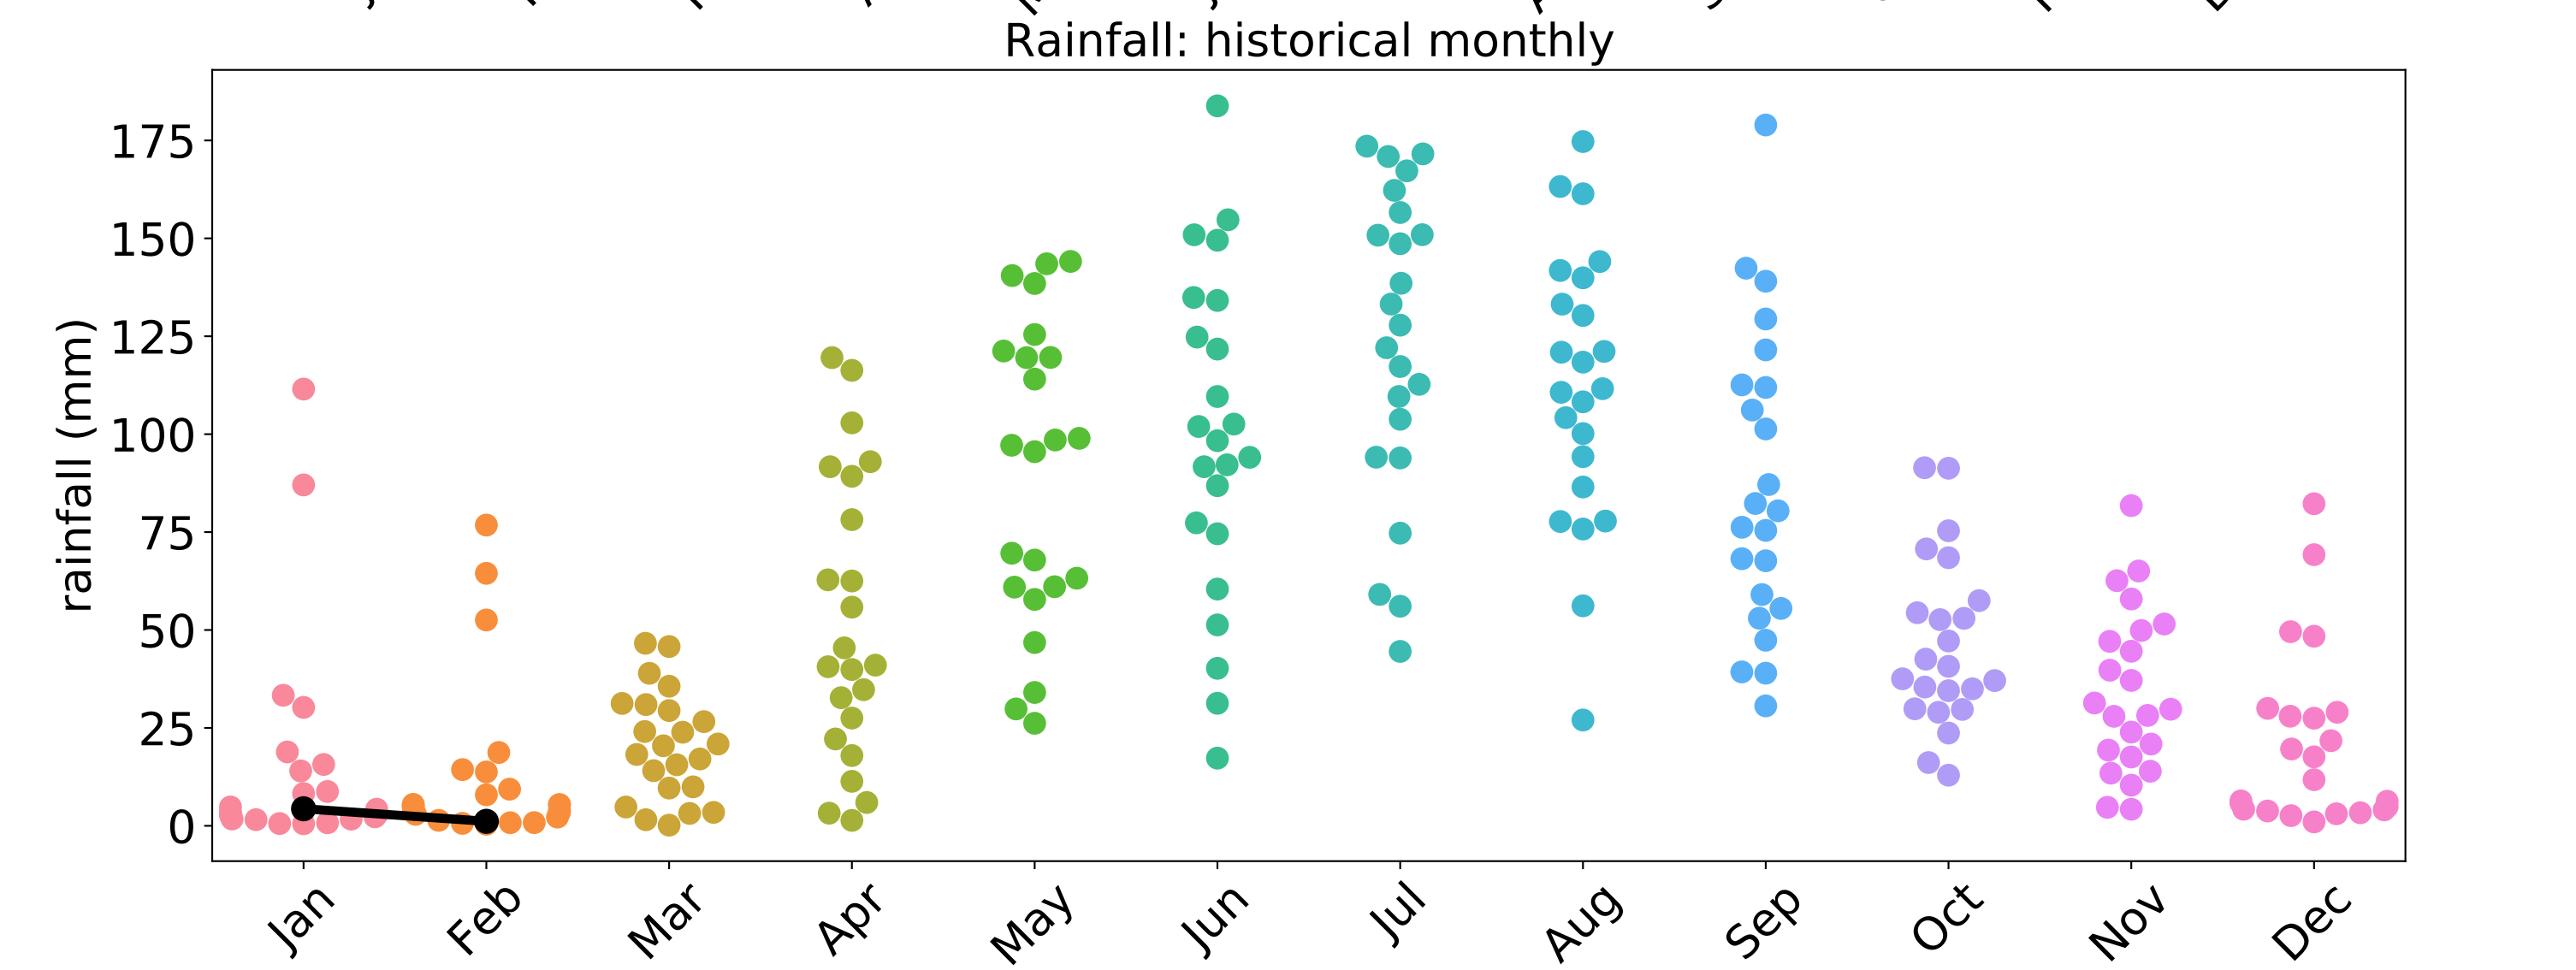 Rainfall: historical monthly
rainfall (mm)
175
150
125
100
75
50
25
0
Jan
Feb
Mar
Apr
May
Jun
Jul
Aug
Sep
Oct
Nov
Dec